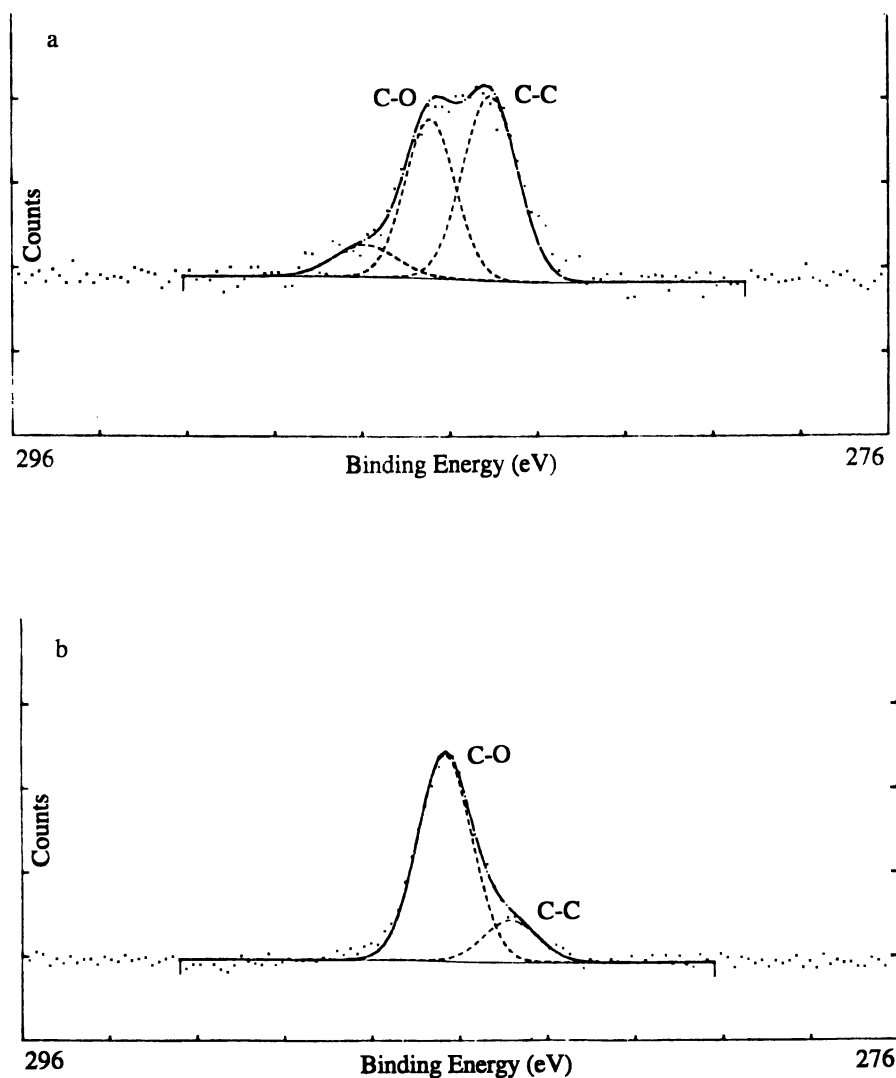 a
C-O
C-C
Counts
296
Binding Energy (eV)
276
b
C-O
C-C
Counts
296
Binding Energy (eV)
276